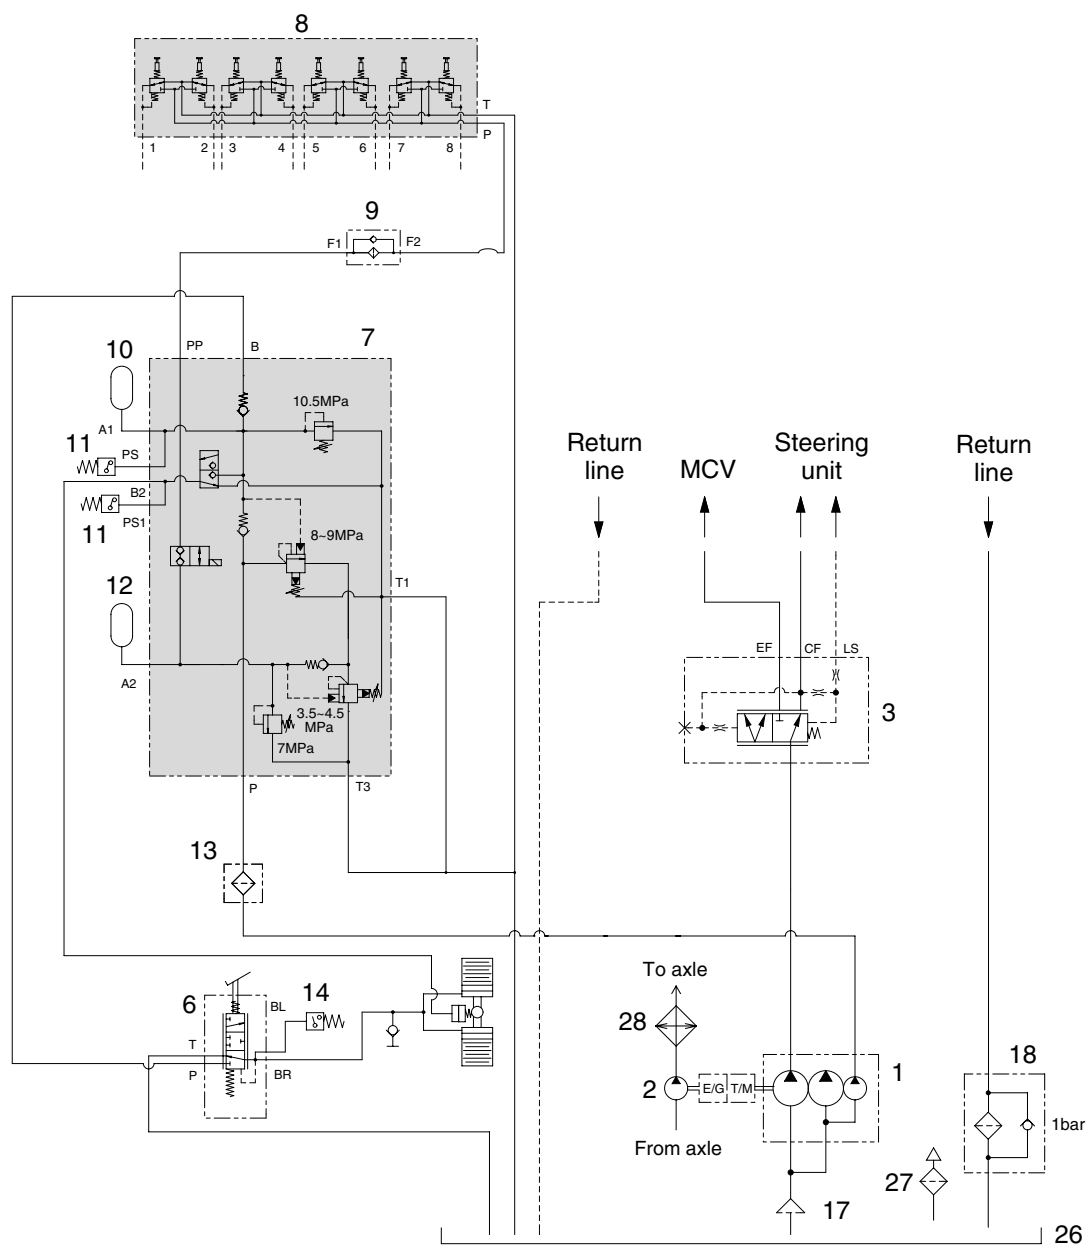 8
T
P
1 2 3 4 5 6 7 8
9
F1 F2
7
PP B
10
10.5MPa
A1
11 PS
B2
PS1
11
8~9MPa
12
T1
A2
3.5~4.5
MPa
7MPa
P T3
13
Return
line
MCV
Steering
unit
Return
line
EF CF LS
3
To axle
28
2 E/G T/M
From axle
1
18
1bar
27
17
26
6 BL 14
T
P BR